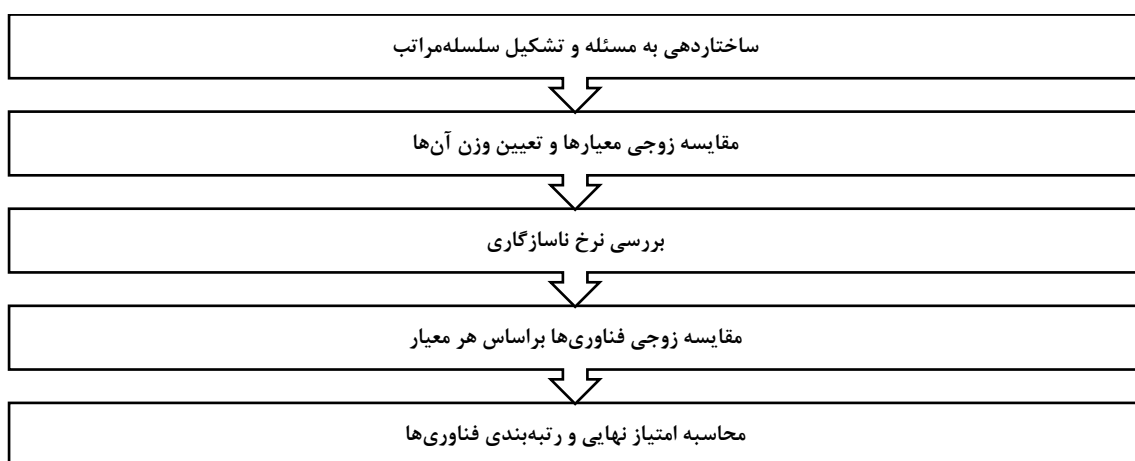 ساختاردهی به مسئله و تشکیل سلسله‌مراتب
مقایسه زوجی معیارها و تعیین وزن آن‌ها
بررسی نرخ ناسازگاری
مقایسه زوجی فناوری‌ها براساس هر معیار
محاسبه امتیاز نهایی و رتبه‌بندی فناوری‌ها